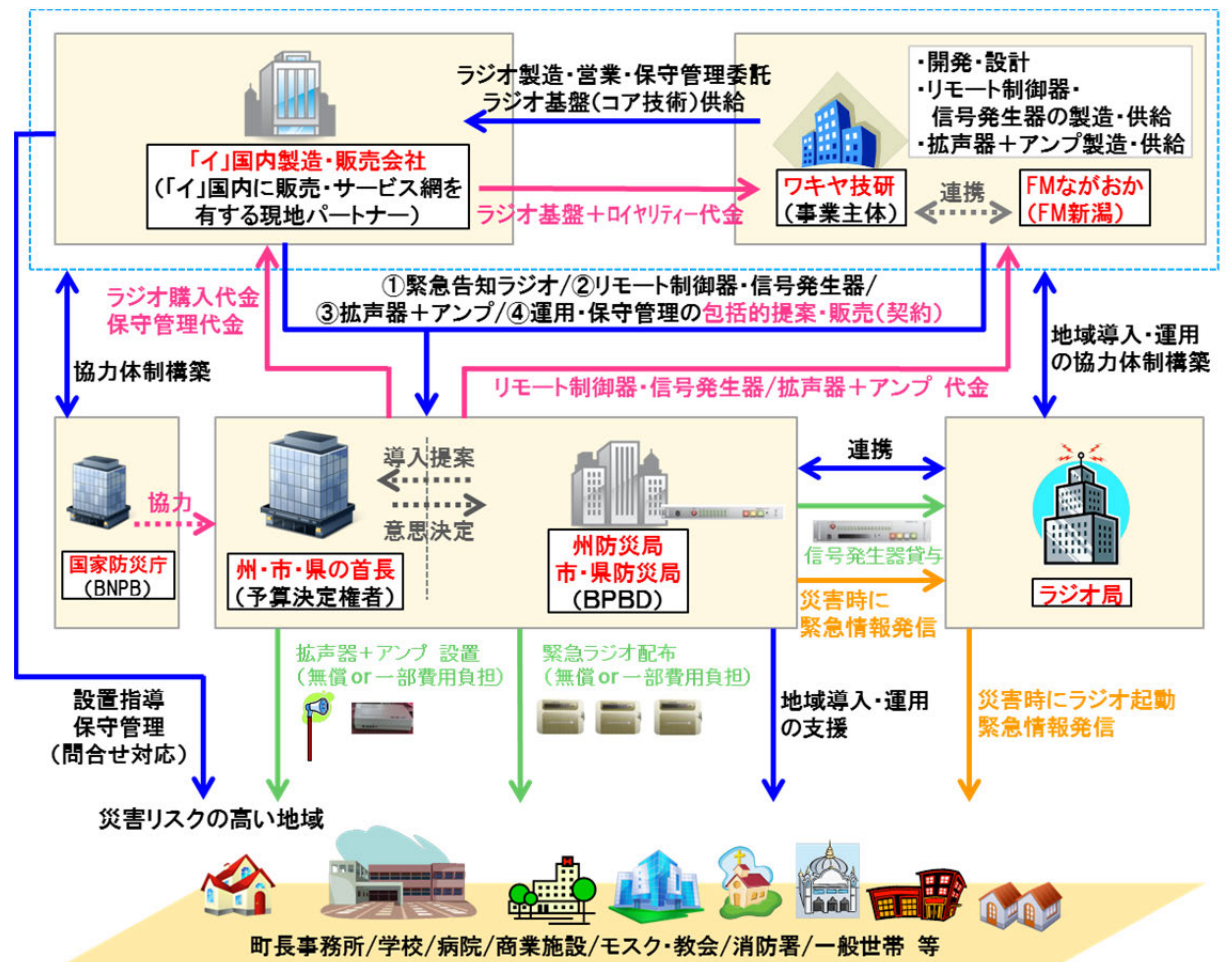 ラジオ製造・営業・保守管理委託
ラジオ基盤(コア技術)供給
・開発・設計
・リモート制御器・
信号発生器の製造・供給
・拡声器+アンプ製造・供給
「イ」国内製造・販売会社
(「イ」国内に販売・サービス網を
有する現地パートナー)
ラジオ基盤+ロイヤリティー代金
ワキヤ技研
(事業主体)
連携
FMながおか
(FM新潟)
①緊急告知ラジオ/②リモート制御器・信号発生器/
③拡声器+アンプ/④運用・保守管理の包括的提案・販売(契約)
ラジオ購入代金
保守管理代金
協力体制構築
リモート制御器・信号発生器/拡声器+アンプ 代金
地域導入・運用
の協力体制構築
協力
国家防災庁
(BNPB)
州・市・県の首長
(予算決定権者)
導入提案
意思決定
州防災局
市・県防災局
(BPBD)
連携
信号発生器貸与
災害時に
緊急情報発信
ラジオ局
拡声器+アンプ 設置
(無償or一部費用負担)
緊急ラジオ配布
(無償or一部費用負担)
地域導入・運用
の支援
災害時にラジオ起動
緊急情報発信
設置指導
保守管理
(問合せ対応)
災害リスクの高い地域
町長事務所/学校/病院/商業施設/モスク・教会/消防署/一般世帯 等